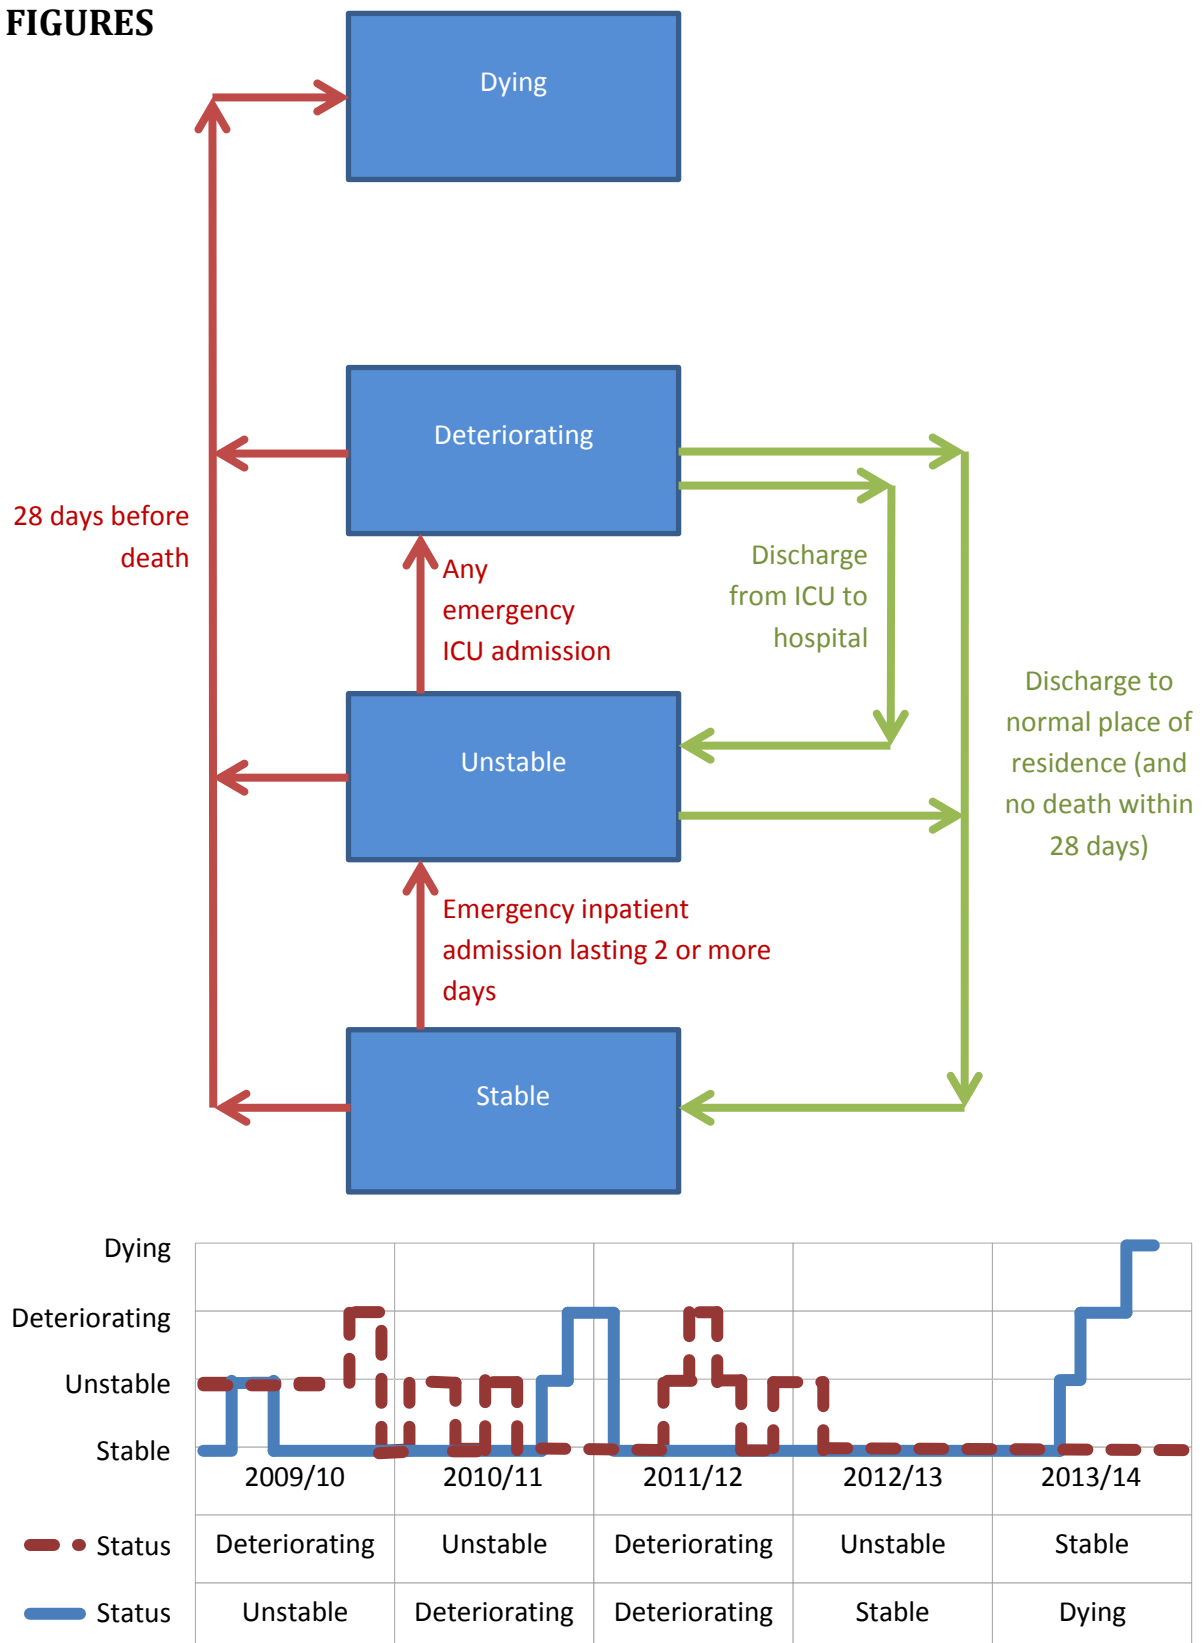 FIGURES
Dying
Deteriorating
28 days before
death
Any
emergency
ICU admission
Discharge
from ICU to
hospital
Discharge to
normal place of
residence (and
no death within
28 days)
Unstable
Emergency inpatient
admission lasting 2 or more
days
Stable
Dying
Deteriorating
Unstable
Stable
2009/10 2010/11 2011/12 2012/13 2013/14
Status Deteriorating Unstable Deteriorating Unstable Stable
Status Unstable Deteriorating Deteriorating Stable Dying